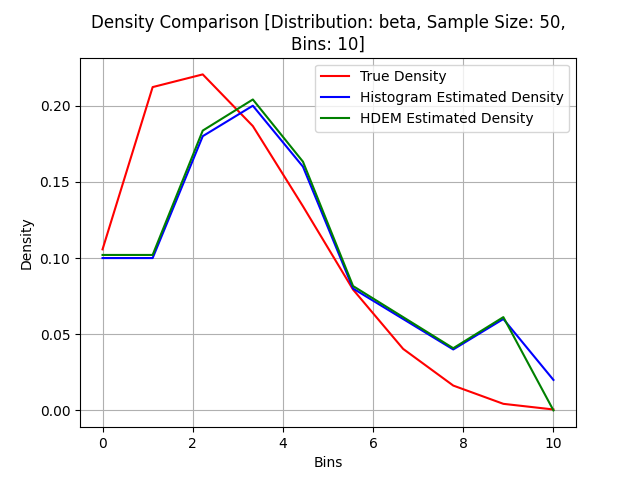 Density Comparison [Distribution: beta, Sample Size: 50,
Bins: 10]
True Density
Histogram Estimated Density
HDEM Estimated Density
Density
0.20
0.15
0.10
0.05
0.00
0 2 4 6 8 10
Bins